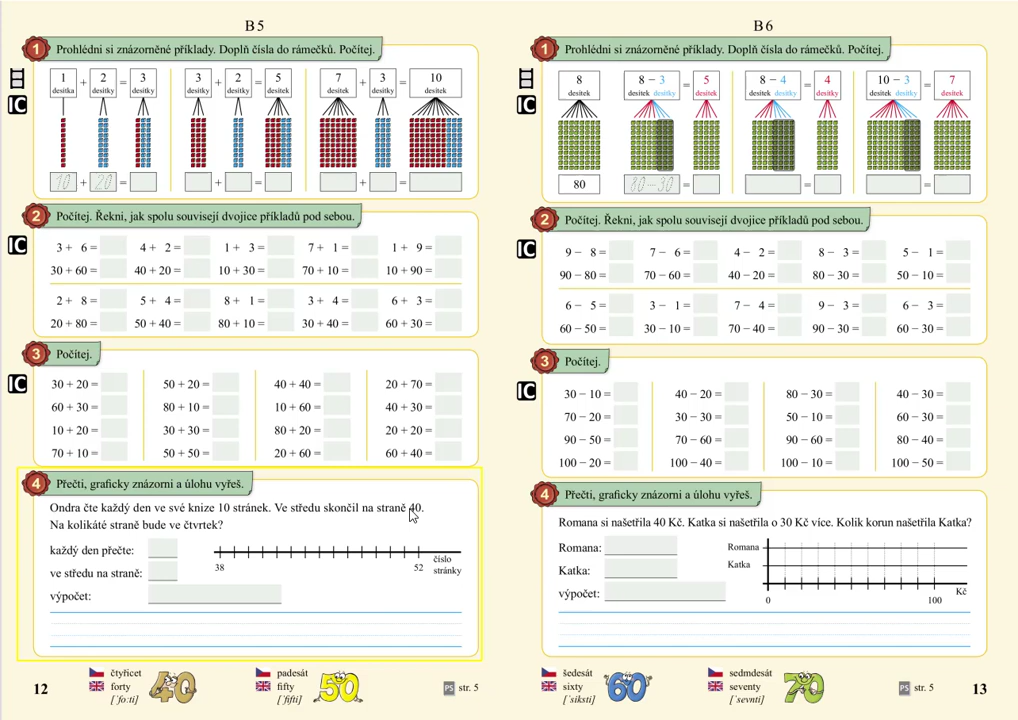 B 5
1 Prohlédni si znázorněné příklady. Doplň čísla do rámečků. Počítej.
IC
1 desítka + 2 desítky = 3 desítky
3 desítky + 2 desítky = 5 desítek
7 desítek + 3 desítky = 10 desítek
10 + 20 =
+ =
+ =
2 Počítej. Řekni, jak spolu souvisejí dvojice příkladů pod sebou.
IC
3 + 6 = 4 + 2 = 1 + 3 = 7 + 1 = 1 + 9 =
30 + 60 = 40 + 20 = 10 + 30 = 70 + 10 = 10 + 90 =
2 + 8 = 5 + 4 = 8 + 1 = 3 + 4 = 6 + 3 =
20 + 80 = 50 + 40 = 80 + 10 = 30 + 40 = 60 + 30 =
3 Počítej.
IC
30 + 20 = 50 + 20 = 40 + 40 = 20 + 70 =
60 + 30 = 80 + 10 = 10 + 60 = 40 + 30 =
10 + 20 = 30 + 30 = 80 + 20 = 20 + 20 =
70 + 10 = 50 + 50 = 20 + 60 = 60 + 40 =
4 Přečti, graficky znázorni a úlohu vyřeš.
Ondra čte každý den ve své knize 10 stránek. Ve středu skončil na straně 40.
Na kolikáté straně bude ve čtvrtek?
každý den přečte:
ve středu na straně:
výpočet:
38 52 číslo
stránky
12
čtyřicet
forty
[ˈfoːti]
40
padesát
fifty
[ˈfifti]
50
PS str. 5
B 6
1 Prohlédni si znázorněné příklady. Doplň čísla do rámečků. Počítej.
IC
8 desítek
8 − 3 desítek desítky = 5 desítek
8 − 4 desítek desítky = 4 desítky
10 − 3 desítek desítky = 7 desítek
80
80 − 30 =
=
=
2 Počítej. Řekni, jak spolu souvisejí dvojice příkladů pod sebou.
IC
9 − 8 = 7 − 6 = 4 − 2 = 8 − 3 = 5 − 1 =
90 − 80 = 70 − 60 = 40 − 20 = 80 − 30 = 50 − 10 =
6 − 5 = 3 − 1 = 7 − 4 = 9 − 3 = 6 − 3 =
60 − 50 = 30 − 10 = 70 − 40 = 90 − 30 = 60 − 30 =
3 Počítej.
IC
30 − 10 = 40 − 20 = 80 − 30 = 40 − 30 =
70 − 20 = 30 − 30 = 50 − 10 = 60 − 30 =
90 − 50 = 70 − 60 = 90 − 60 = 80 − 40 =
100 − 20 = 100 − 40 = 100 − 10 = 100 − 50 =
4 Přečti, graficky znázorni a úlohu vyřeš.
Romana si našetřila 40 Kč. Katka si našetřila o 30 Kč více. Kolik korun našetřila Katka?
Romana:
Katka:
výpočet:
Romana
Katka
0 100 Kč
šedesát
sixty
[ˈsiksti]
60
sedmdesát
seventy
[ˈsevnti]
70
PS str. 5
13